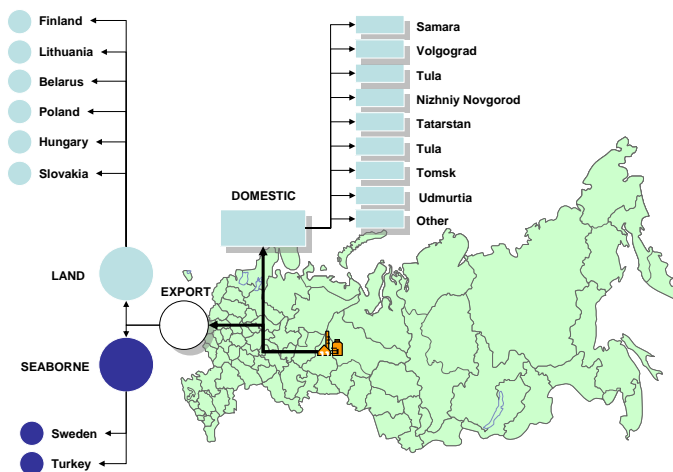 Finland
Lithuania
Belarus
Poland
Hungary
Slovakia
LAND
EXPORT
SEABORNE
Sweden
Turkey
DOMESTIC
Samara
Volgograd
Tula
Nizhniy Novgorod
Tatarstan
Tula
Tomsk
Udmurtia
Other